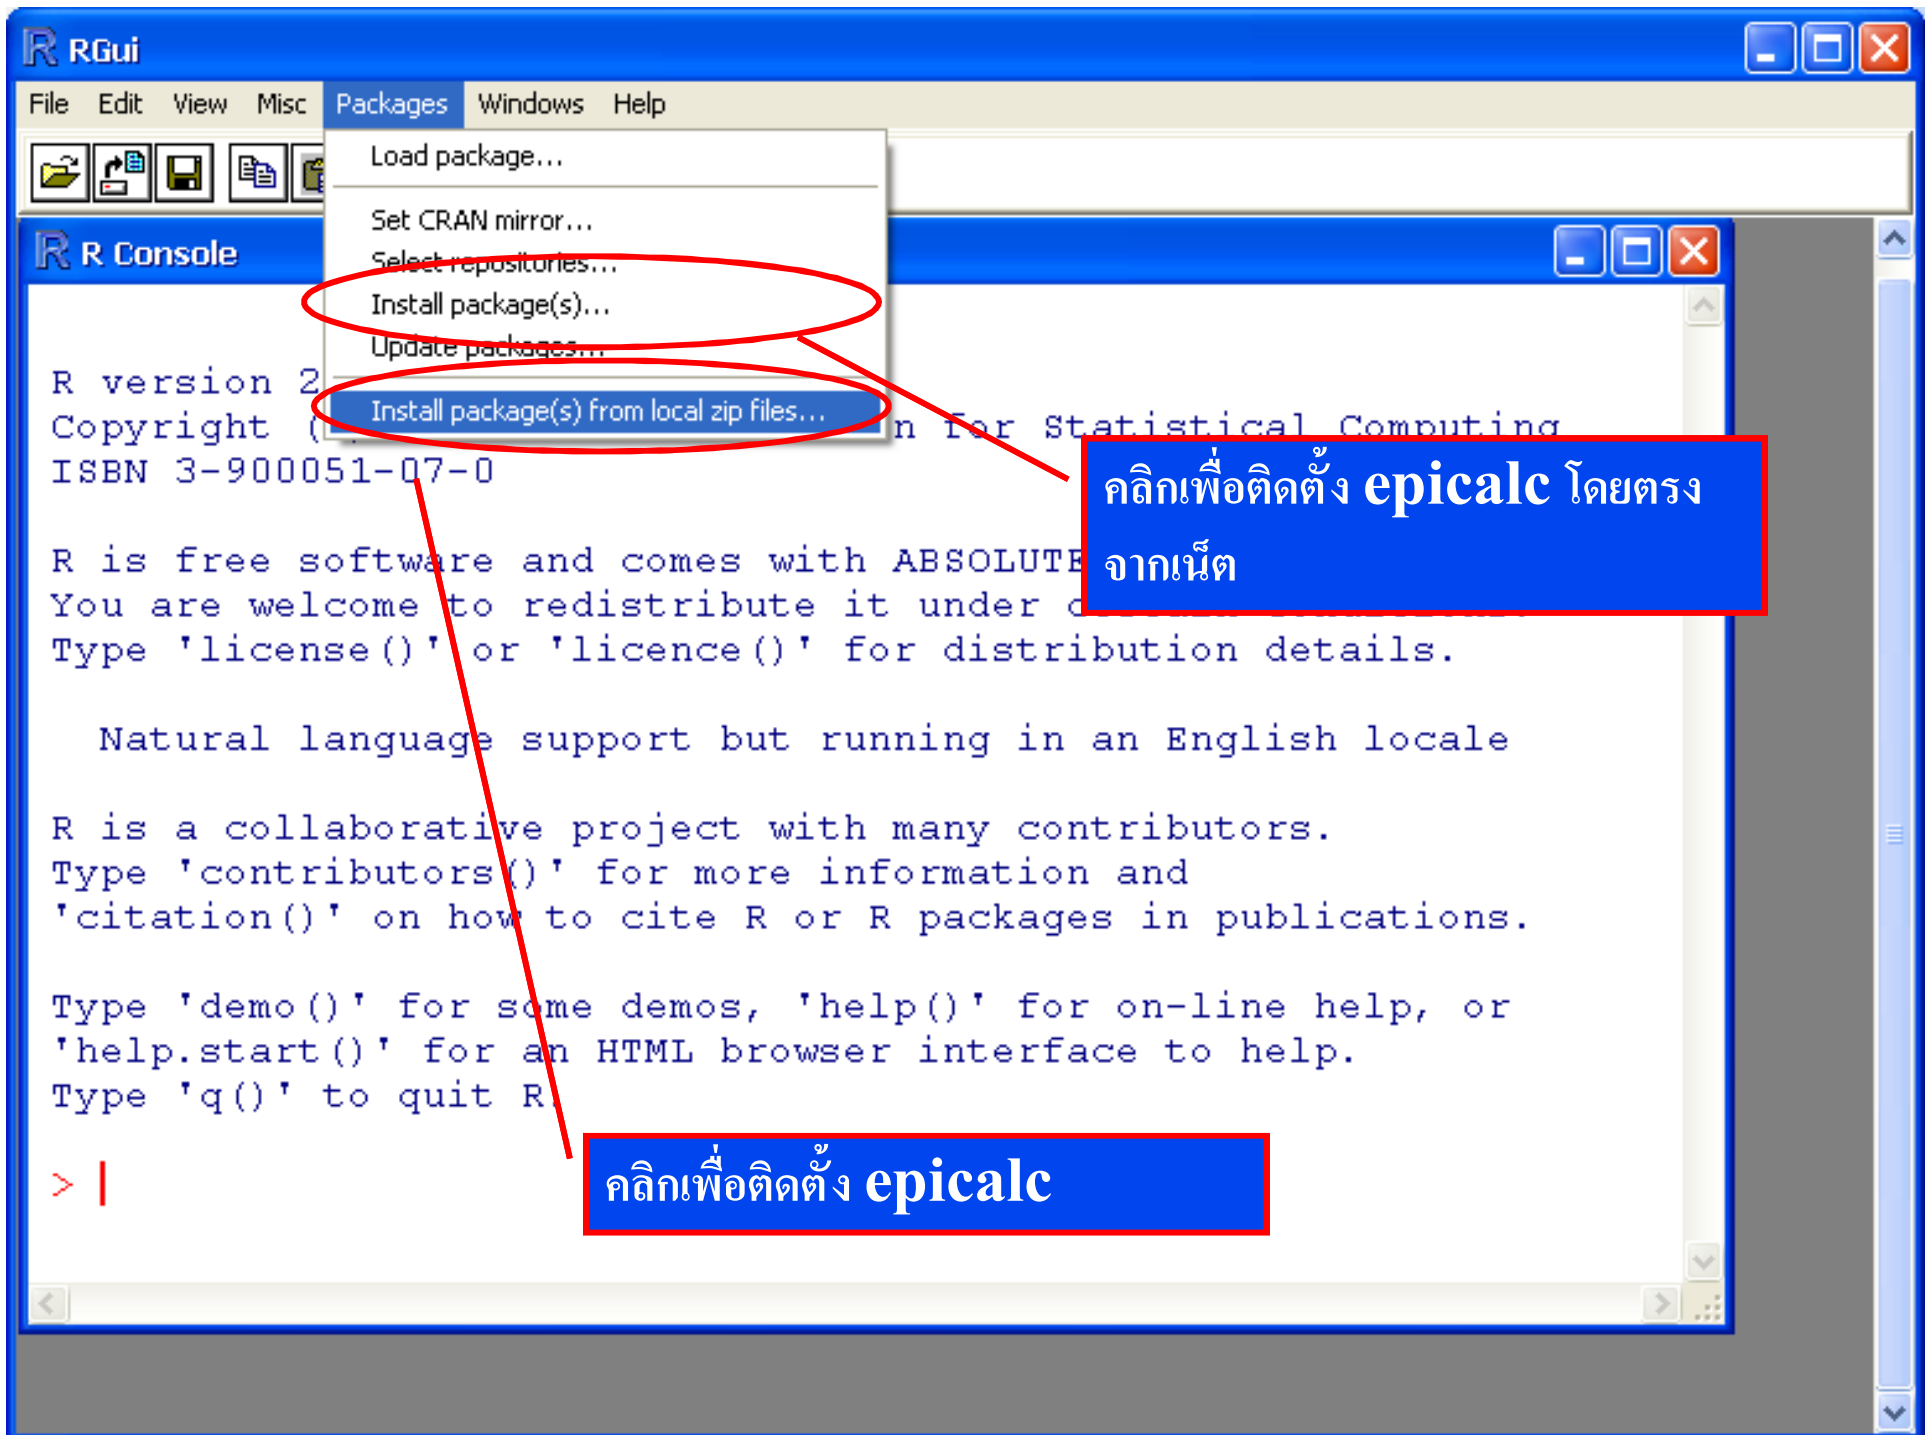 RGui
File Edit View Misc Packages Windows Help
Load package...
Set CRAN mirror...
Select repositories...
Install package(s)...
Update packages...
Install package(s) from local zip files...
R Console
R version 2
Copyright ( n for Statistical Computing
ISBN 3-900051-07-0
คลิกเพื่อติดตั้ง epicalc โดยตรง
จากเน็ต
R is free software and comes with ABSOLUTE
You are welcome to redistribute it under
Type 'license()' or 'licence()' for distribution details.
Natural language support but running in an English locale
R is a collaborative project with many contributors.
Type 'contributors()' for more information and
'citation()' on how to cite R or R packages in publications.
Type 'demo()' for some demos, 'help()' for on-line help, or
'help.start()' for an HTML browser interface to help.
Type 'q()' to quit R.
>
คลิกเพื่อติดตั้ง epicalc